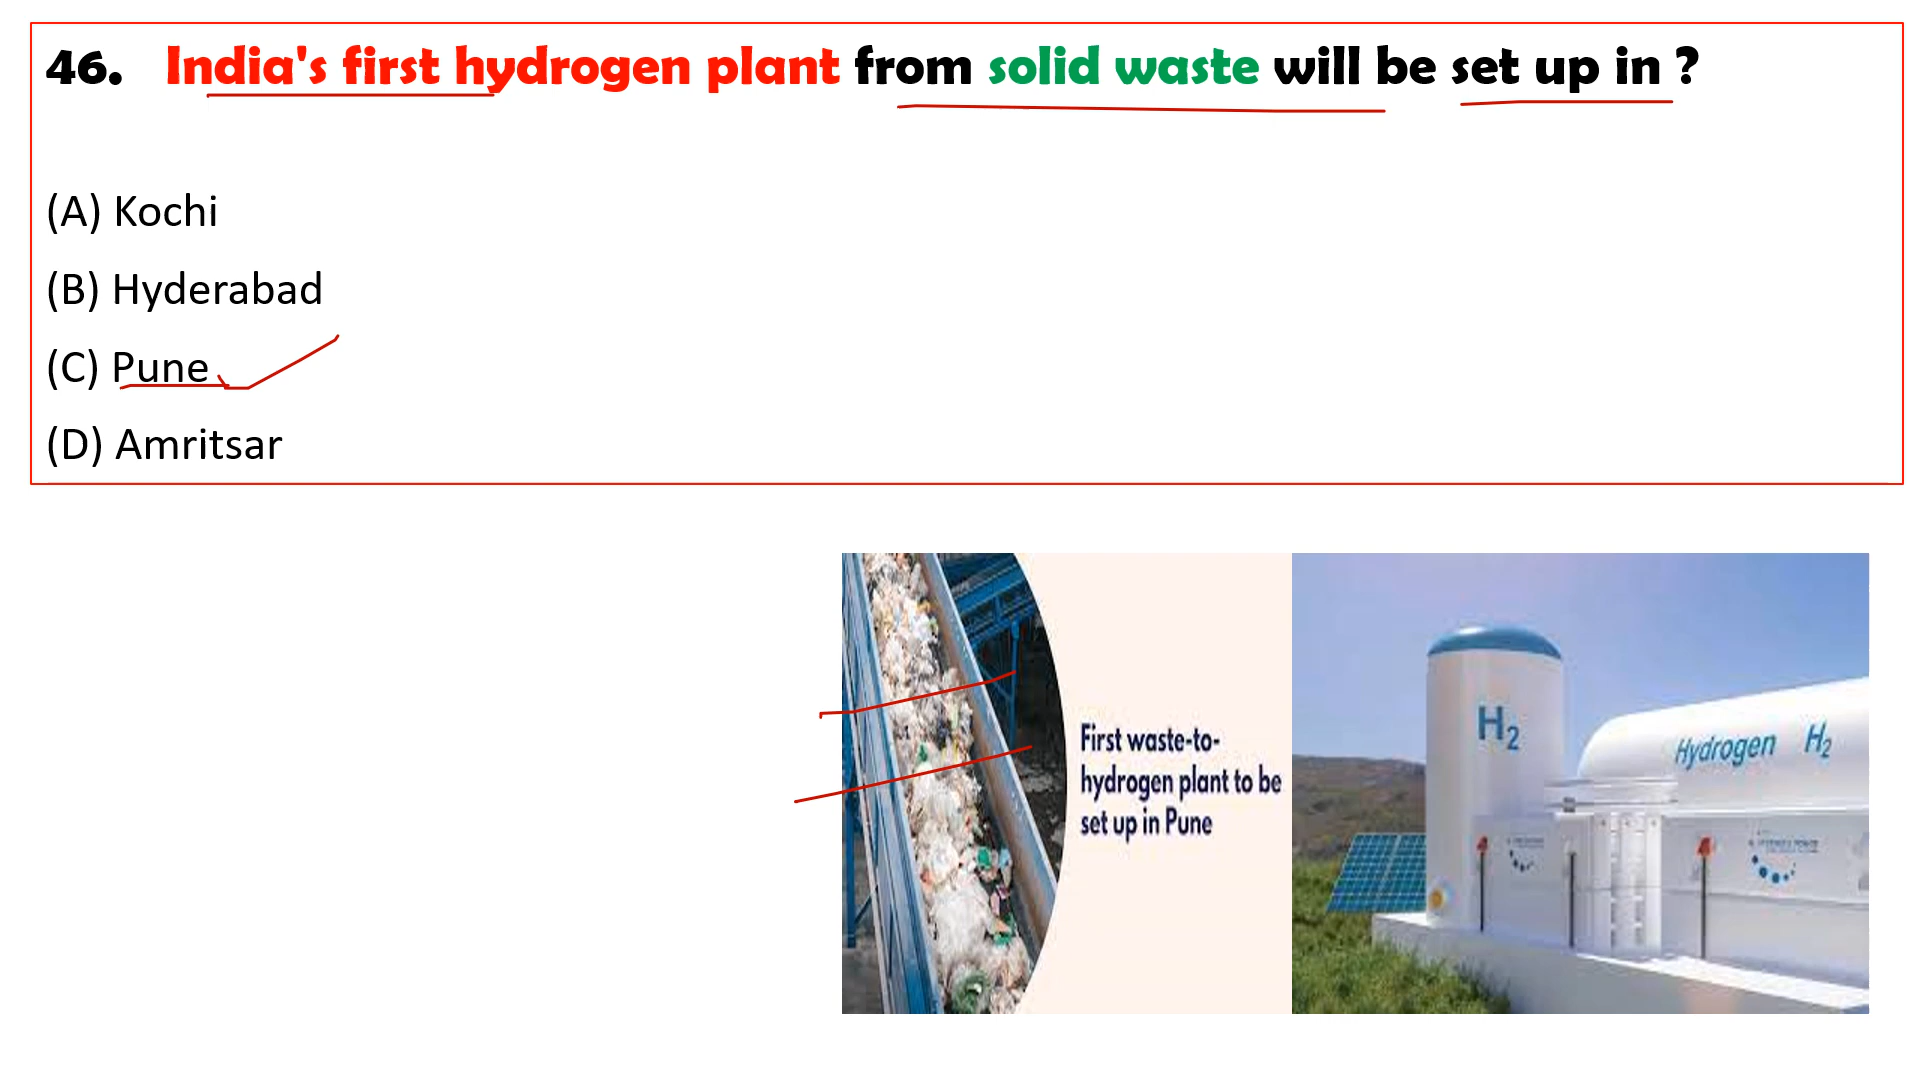 46. India's first hydrogen plant from solid waste will be set up in ?
(A) Kochi
(B) Hyderabad
(C) Pune
(D) Amritsar
First waste-to-
hydrogen plant to be
set up in Pune
H2
Hydrogen H2